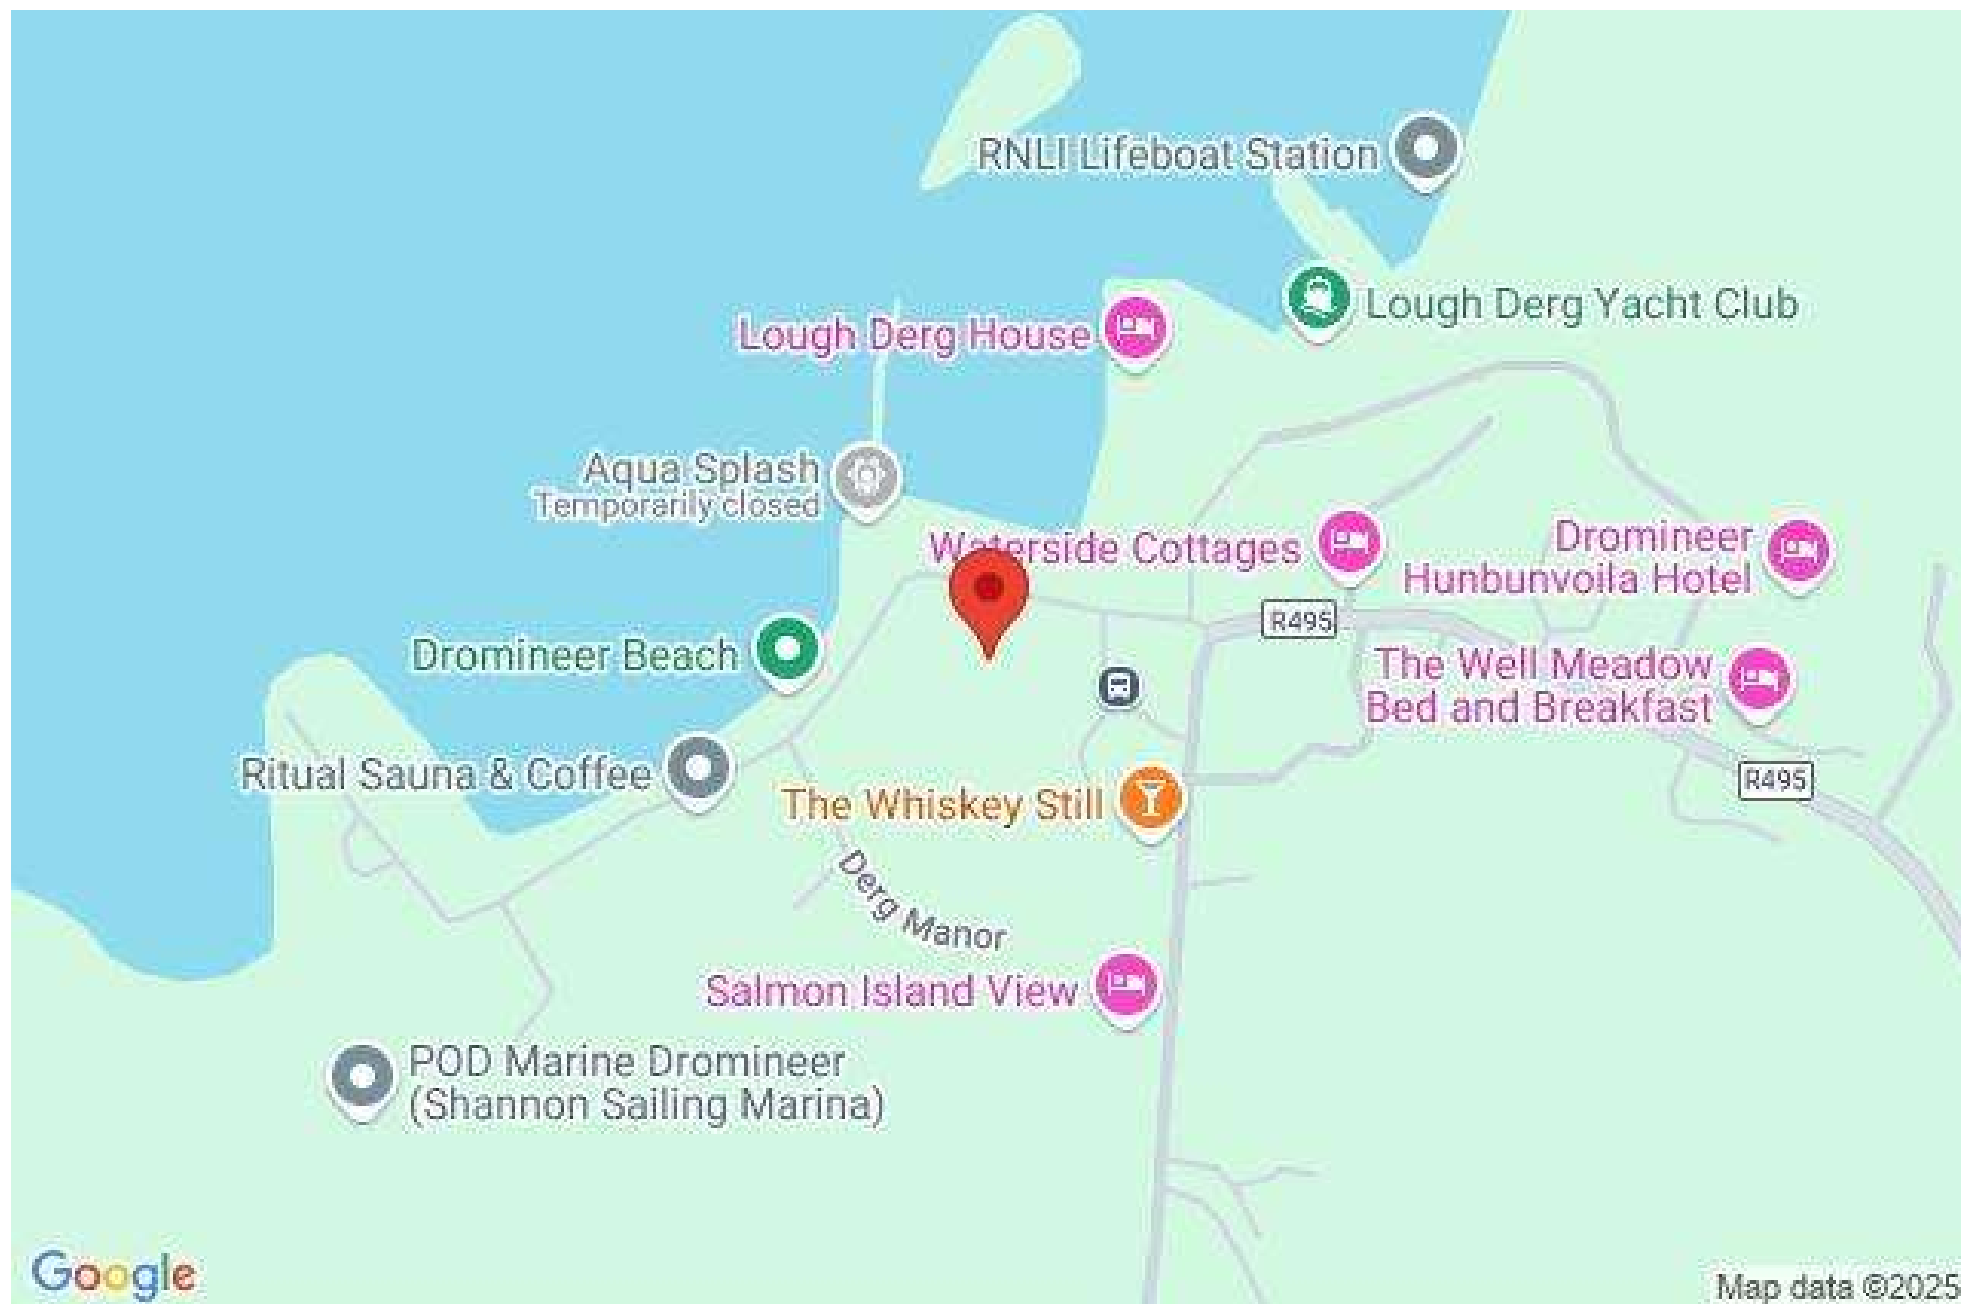 RNLI Lifeboat Station
Lough Derg Yacht Club
Lough Derg House
Aqua Splash
Temporarily closed
Waterside Cottages
Dromineer
Hunbunvoila Hotel
R495
Dromineer Beach
The Well Meadow
Bed and Breakfast
Ritual Sauna & Coffee
R495
The Whiskey Still
Derg Manor
Salmon Island View
POD Marine Dromineer
(Shannon Sailing Marina)
Google
Map data ©2025